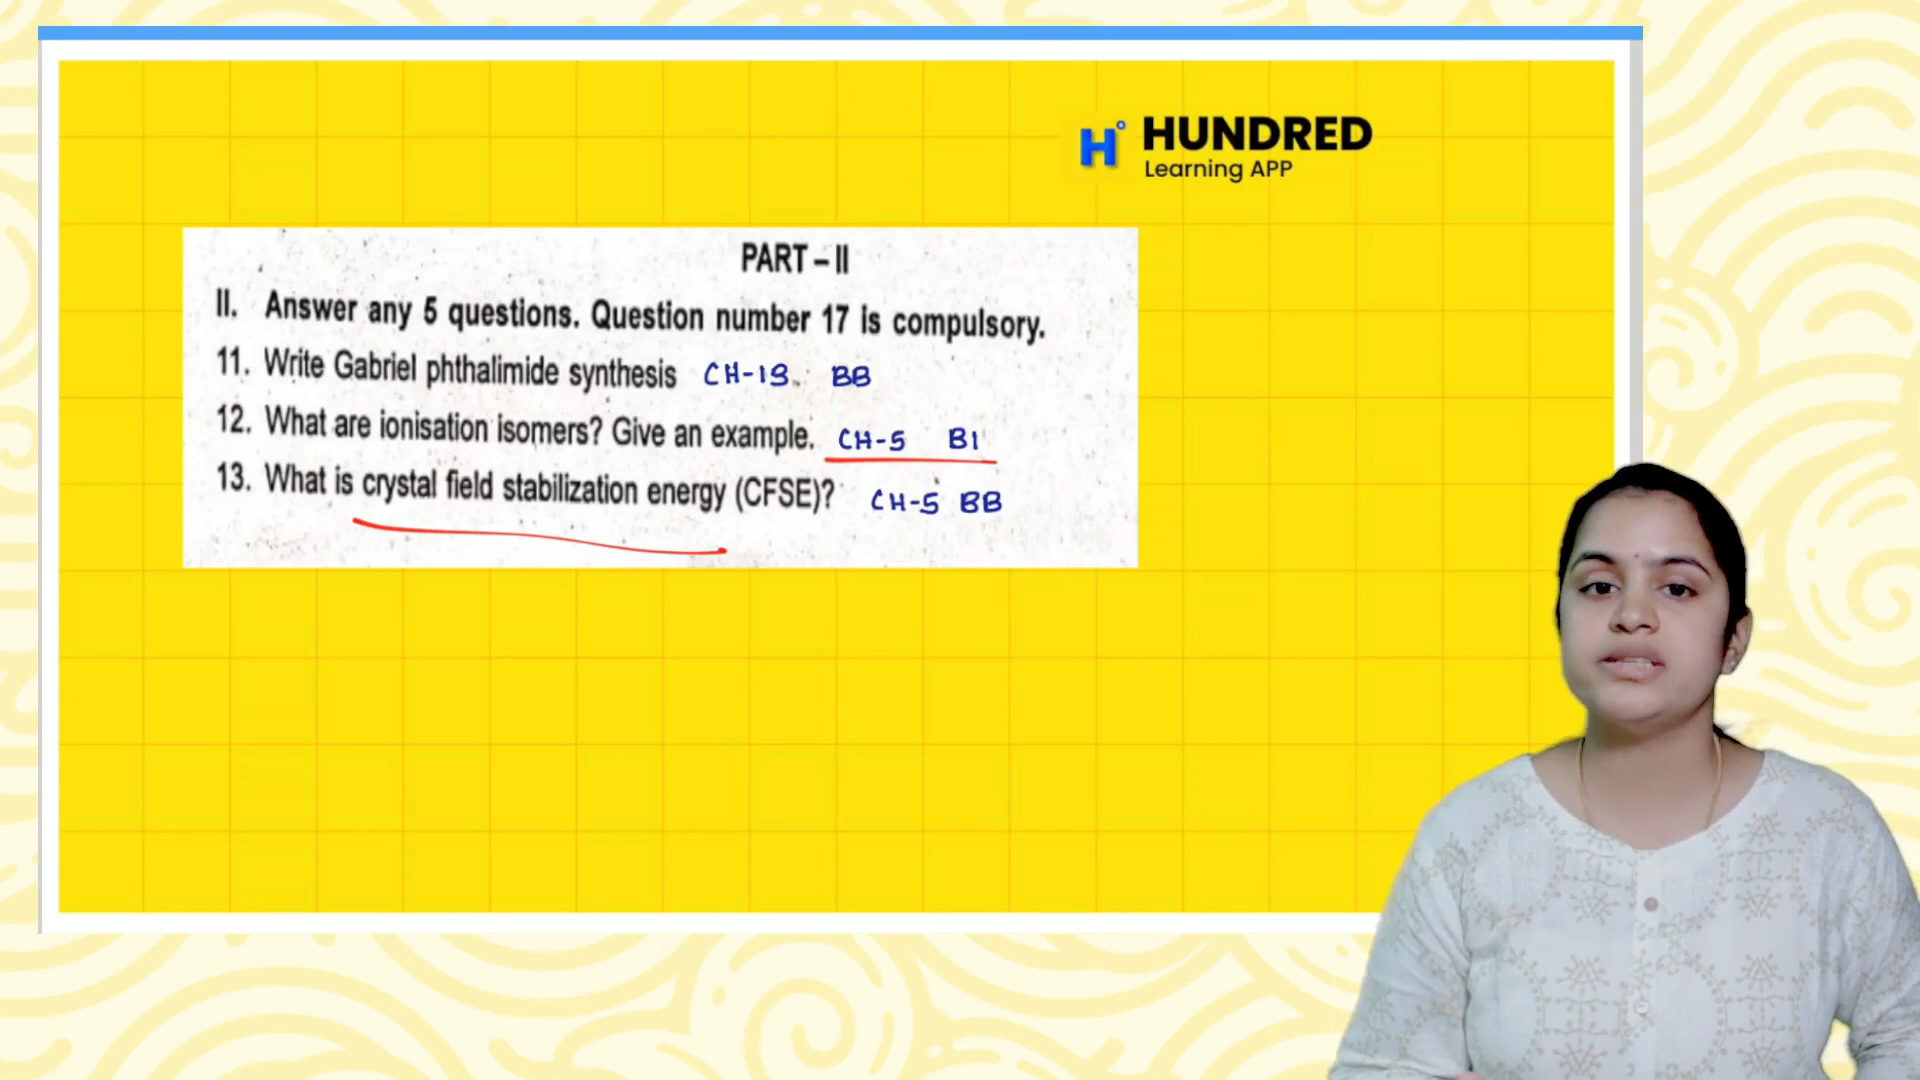 H° HUNDRED
Learning APP
PART – II
II. Answer any 5 questions. Question number 17 is compulsory.
11. Write Gabriel phthalimide synthesis CH-13. BB
12. What are ionisation isomers? Give an example. CH-5 BI
13. What is crystal field stabilization energy (CFSE)? CH-5 BB